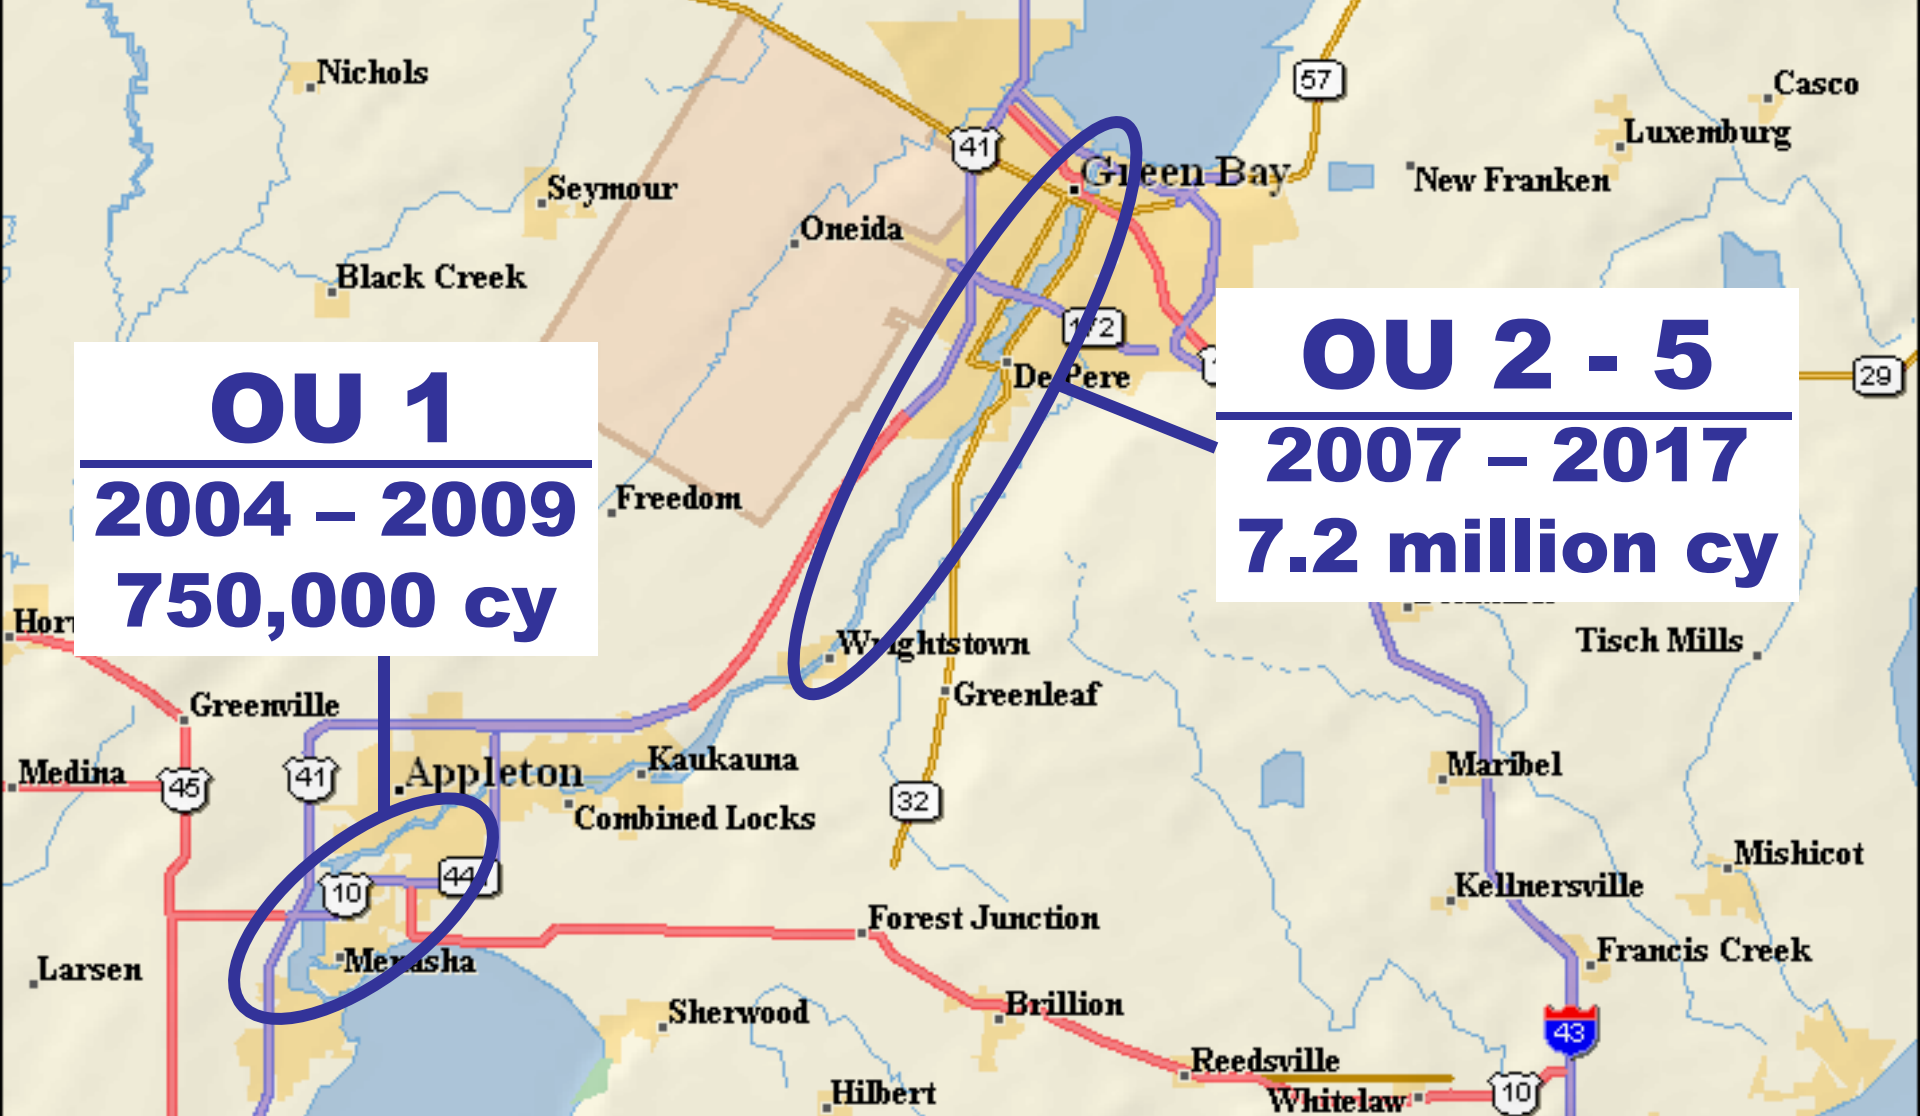 Nichols
57
Casco
Luxemburg
41
Green Bay
New Franken
Seymour
Oneida
Black Creek
172
De Pere
29
OU 1
2004 – 2009
750,000 cy
OU 2 - 5
2007 – 2017
7.2 million cy
Freedom
Wrightstown
Tisch Mills
Greenleaf
Greenville
Medina
45
41
Appleton
Kaukauna
Combined Locks
32
Maribel
Mishicot
Kellnersville
10
Forest Junction
Francis Creek
Larsen
Menasha
Sherwood
Brillion
43
Reedsville
Hilbert
Whitelaw
10